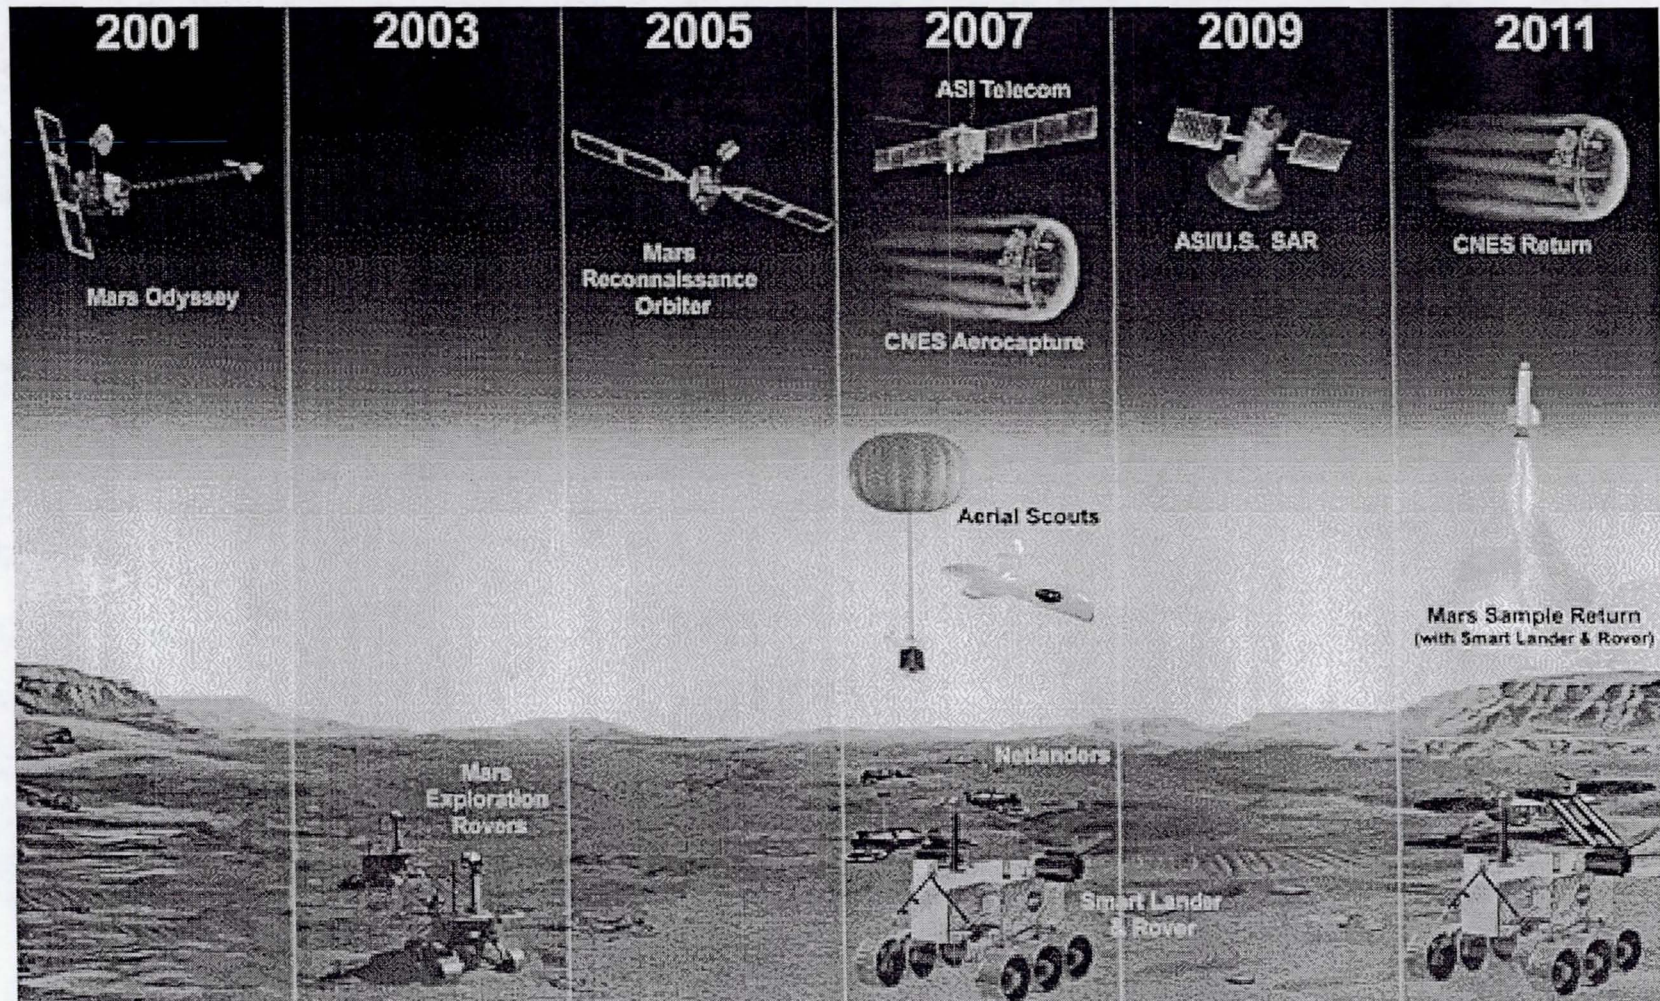 2001
2003
2005
2007
2009
2011
Mars Odyssey
Mars
Reconnaissance
Orbiter
ASI Telecom
CNES Aerocapture
ASI/U.S. SAR
CNES Return
Aerial Scouts
Mars Sample Return
(with Smart Lander & Rover)
Mars
Exploration
Rovers
Netlanders
Smart Lander
& Rover